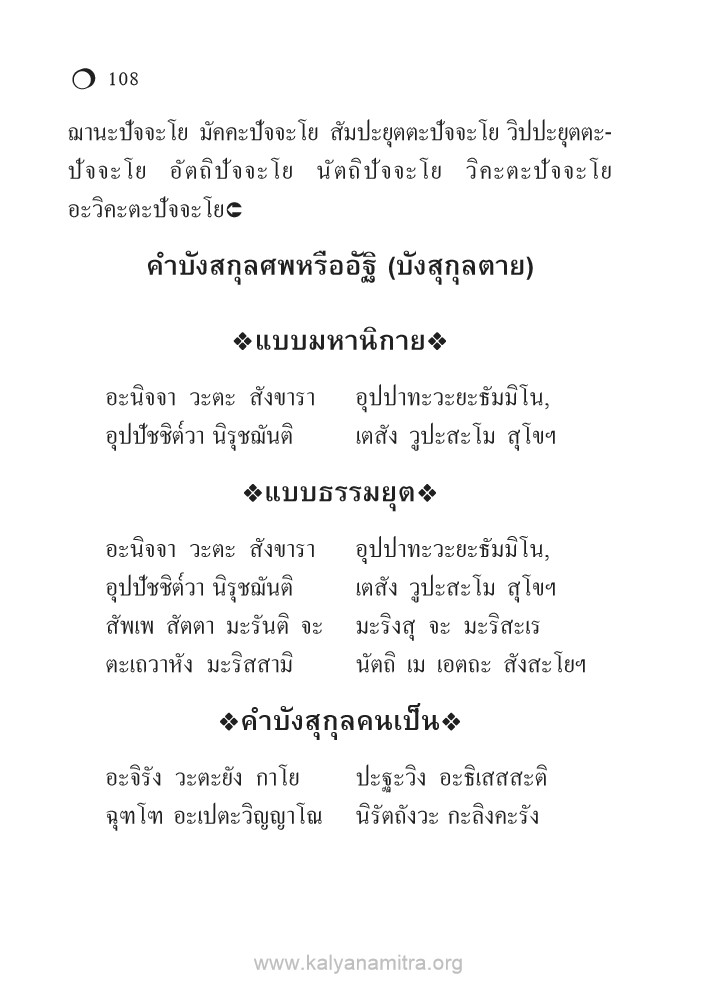 108
ฌานะปัจจะโย มัคคะปัจจะโย สัมปะยุตตะปัจจะโย วิปปะยุตตะ-
ปัจจะโย อัตถิปัจจะโย นัตถิปัจจะโย วิคะตะปัจจะโย
อะวิคะตะปัจจะโย
คำบังสกุลศพหรืออัฐิ (บังสุกุลตาย)
❖แบบมหานิกาย❖
อะนิจจา วะตะ สังขารา อุปปาทะวะยะธัมมิโน,
อุปปัชชิต๎วา นิรุชฌันติ เตสัง วูปะสะโม สุโขฯ
❖แบบธรรมยุต❖
อะนิจจา วะตะ สังขารา อุปปาทะวะยะธัมมิโน,
อุปปัชชิต๎วา นิรุชฌันติ เตสัง วูปะสะโม สุโขฯ
สัพเพ สัตตา มะรันติ จะ มะริงสุ จะ มะริสะเร
ตะเถวาหัง มะริสสามิ นัตถิ เม เอตถะ สังสะโยฯ
❖คำบังสุกุลคนเป็น❖
อะจิรัง วะตะยัง กาโย ปะฐะวิง อะธิเสสสะติ
ฉุฑโฑ อะเปตะวิญญาโณ นิรัตถังวะ กะลิงคะรัง
www.kalyanamitra.org